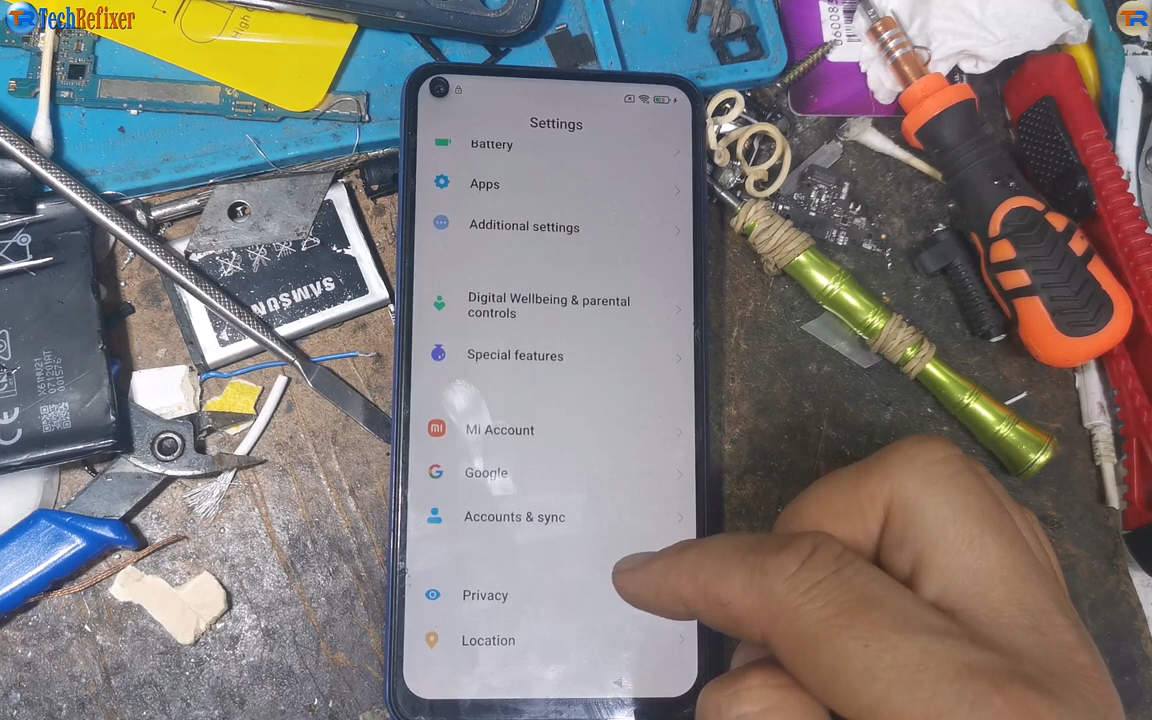 TechRefixer
High
TR
Settings
Battery
Apps
Additional settings
Digital Wellbeing & parental
controls
Special features
Mi Account
Google
Accounts & sync
Privacy
Location
SAMSUNG